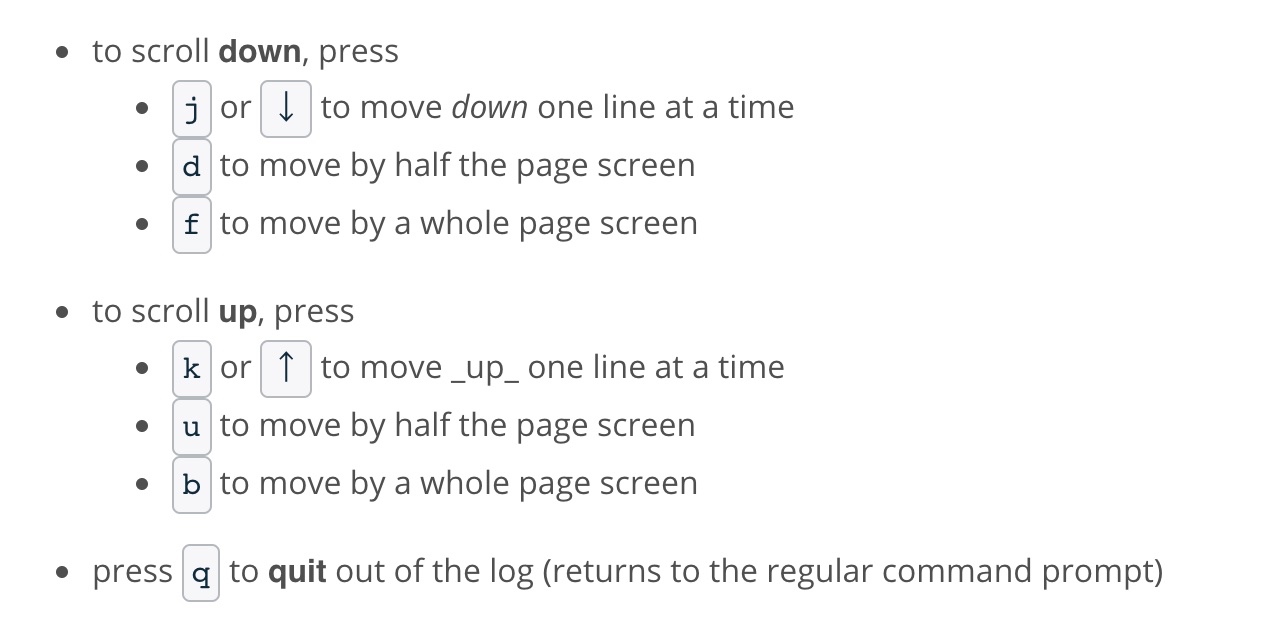 • to scroll down, press
• j or ↓ to move down one line at a time
• d to move by half the page screen
• f to move by a whole page screen
• to scroll up, press
• k or ↑ to move _up_ one line at a time
• u to move by half the page screen
• b to move by a whole page screen
• press q to quit out of the log (returns to the regular command prompt)